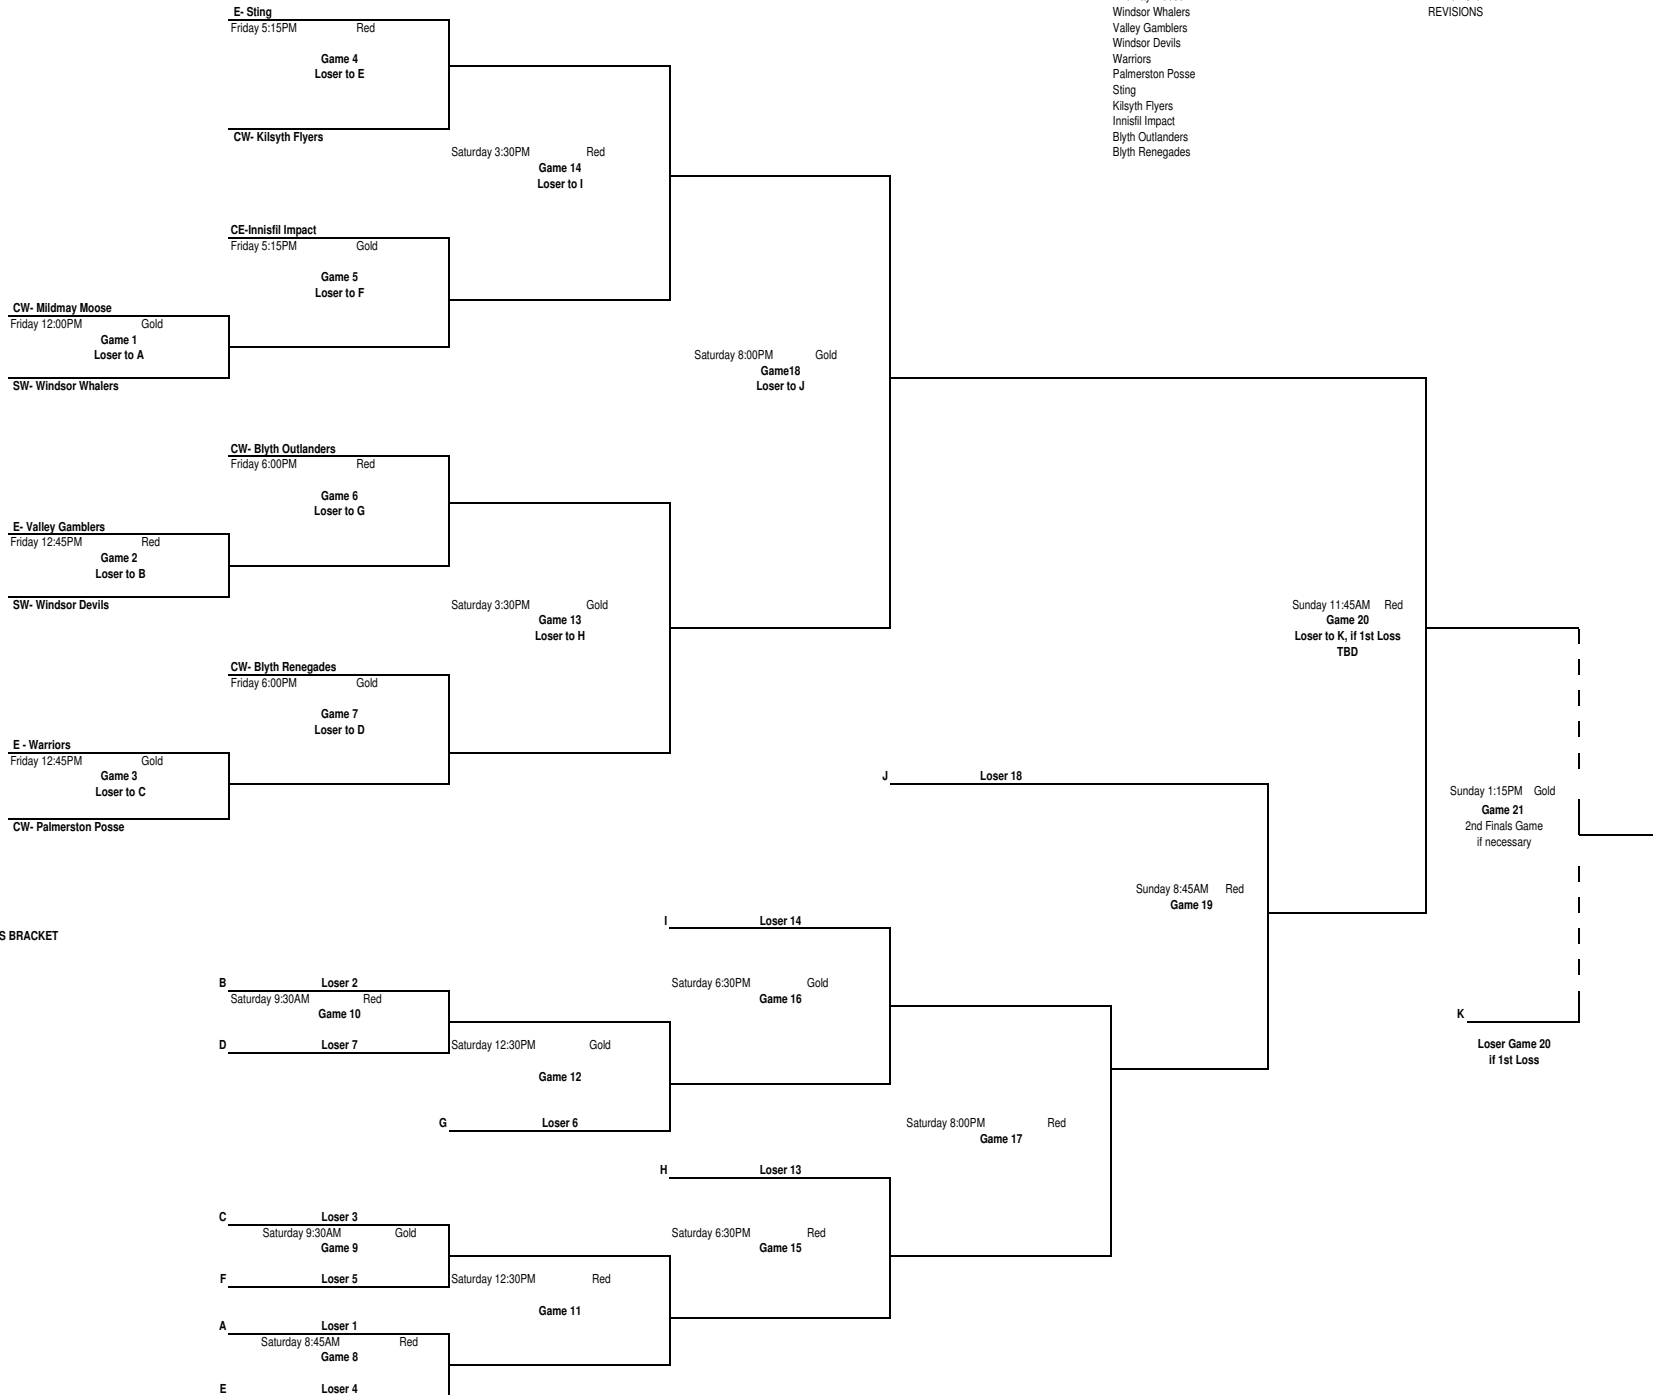 E- Sting
Friday 5:15PM Red
Game 4
Loser to E
CW- Kilsyth Flyers
Windsor Whalers
Valley Gamblers
Windsor Devils
Warriors
Palmerston Posse
Sting
Kilsyth Flyers
Innisfil Impact
Blyth Outlanders
Blyth Renegades
REVISIONS
Saturday 3:30PM Red
Game 14
Loser to I
CE-Innisfil Impact
Friday 5:15PM Gold
Game 5
Loser to F
CW- Mildmay Moose
Friday 12:00PM Gold
Game 1
Loser to A
SW- Windsor Whalers
Saturday 8:00PM Gold
Game18
Loser to J
CW- Blyth Outlanders
Friday 6:00PM Red
Game 6
Loser to G
E- Valley Gamblers
Friday 12:45PM Red
Game 2
Loser to B
SW- Windsor Devils
Saturday 3:30PM Gold
Game 13
Loser to H
Sunday 11:45AM Red
Game 20
Loser to K, if 1st Loss
TBD
CW- Blyth Renegades
Friday 6:00PM Gold
Game 7
Loser to D
E - Warriors
Friday 12:45PM Gold
Game 3
Loser to C
CW- Palmerston Posse
J Loser 18
Sunday 1:15PM Gold
Game 21
2nd Finals Game
if necessary
Sunday 8:45AM Red
Game 19
S BRACKET
I Loser 14
Saturday 6:30PM Gold
Game 16
B Loser 2
Saturday 9:30AM Red
Game 10
D Loser 7
Saturday 12:30PM Gold
Game 12
G Loser 6
K
Loser Game 20
if 1st Loss
Saturday 8:00PM Red
Game 17
H Loser 13
Saturday 6:30PM Red
Game 15
C Loser 3
Saturday 9:30AM Gold
Game 9
F Loser 5
Saturday 12:30PM Red
Game 11
A Loser 1
Saturday 8:45AM Red
Game 8
E Loser 4